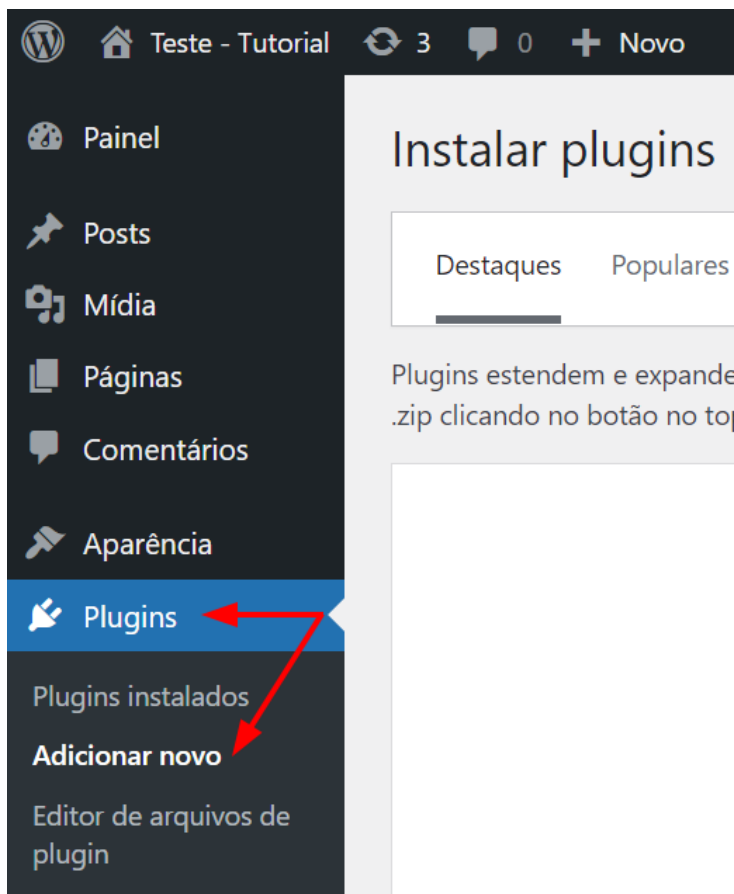 Teste - Tutorial 3 0 Novo
Painel
Posts
Mídia
Páginas
Comentários
Aparência
Plugins
Plugins instalados
Adicionar novo
Editor de arquivos de
plugin
Instalar plugins
Destaques Populares
Plugins estendem e expande
.zip clicando no botão no to